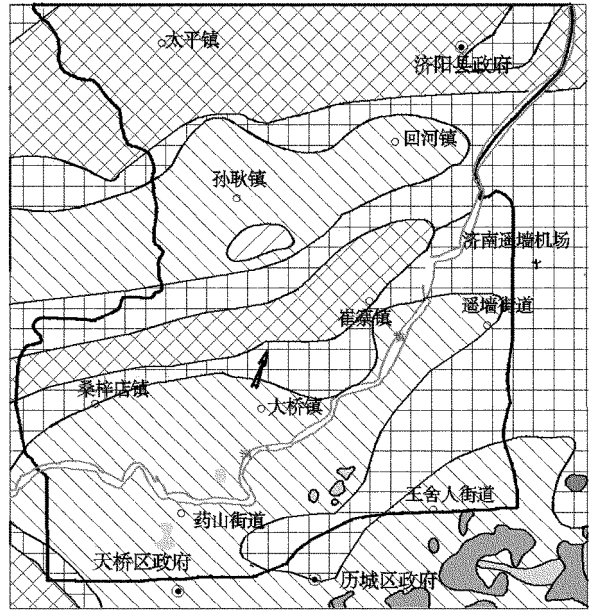 太平镇
济阳县政府
回河镇
孙耿镇
济南遥墙机场
遥墙街道
崔寨镇
桑梓店镇
大桥镇
王舍人街道
药山街道
天桥区政府
历城区政府